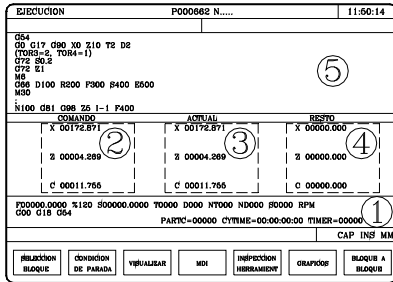 EJECUCION P000662 N..... 11:50:14
G54
G0 G17 G90 X0 Z10 T2 D2
(TOR3=2, TOR4=1)
G72 S0.2
G72 Z1
M6
G66 D100 R200 F300 S400 E500
M30
;
N100 G81 G98 Z5 I-1 F400
5
COMANDO ACTUAL RESTO
X 00172.871 X 00172.871 X 00000.000
2 3 4
Z 00004.269 Z 00004.269 Z 00000.000
C 00011.755 C 00011.755 C 00000.000
F00000.0000 %120 S00000.0000 T0000 D000 NT000 ND000 S0000 RPM
G00 G18 G54
PARTC=00000 CYTIME=00:00:00:00 TIMER=00000
1
CAP INS MM
SELECCION BLOQUE
CONDICION DE PARADA
VISUALIZAR
MDI
INSPECCION HERRAMIENT
GRAFICOS
BLOQUE A BLOQUE